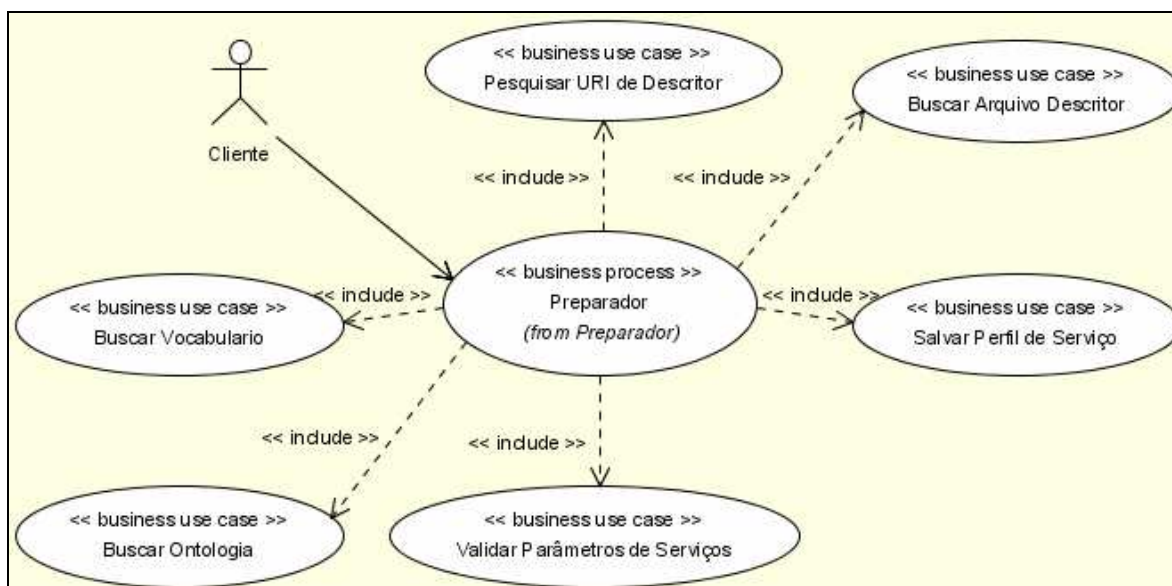 << business use case >>
Pesquisar URI de Descritor
<< business use case >>
Buscar Arquivo Descritor
Cliente
<< include >>
<< include >>
<< business process >>
Preparador
(from Preparador)
<< include >>
<< include >>
<< business use case >>
Buscar Vocabulario
<< business use case >>
Salvar Perfil de Serviço
<< include >>
<< include >>
<< business use case >>
Buscar Ontologia
<< business use case >>
Validar Parâmetros de Serviços